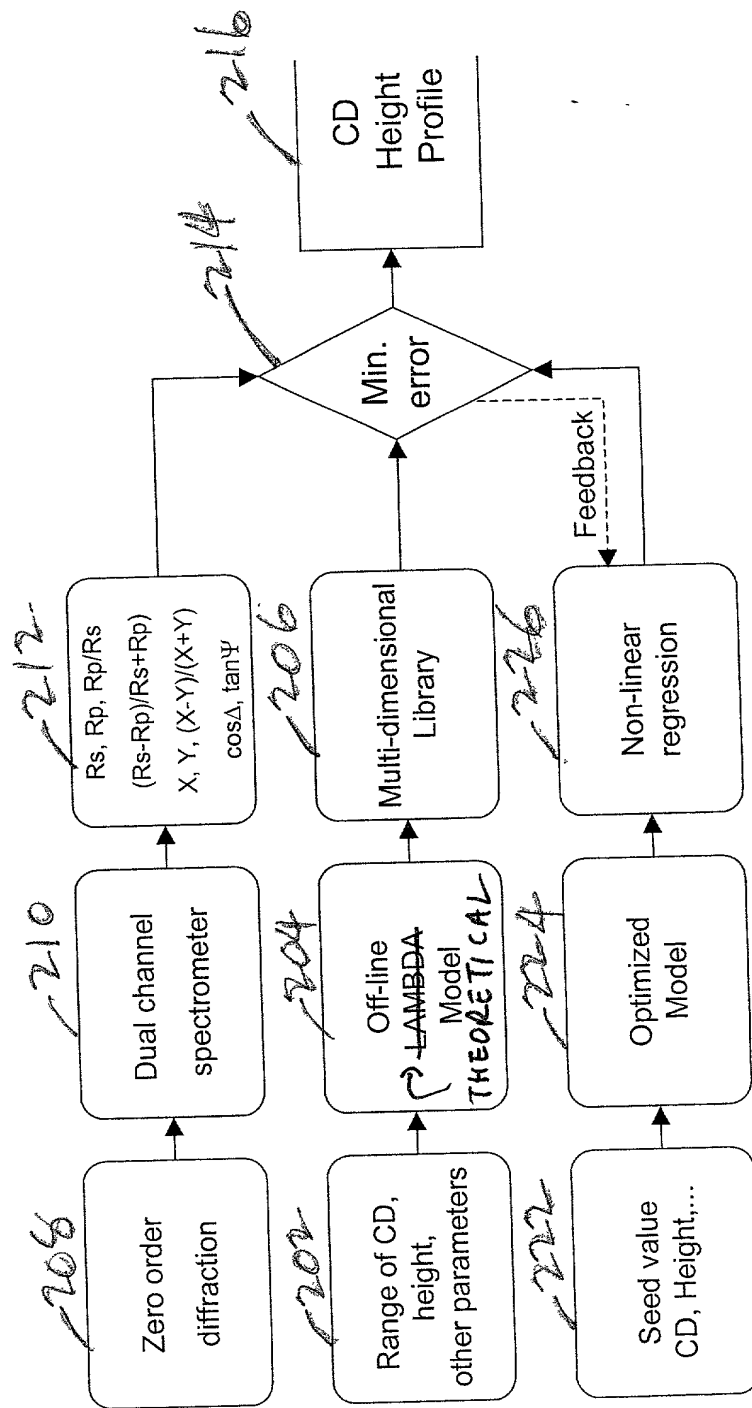 208
Zero order
diffraction
210
Dual channel
spectrometer
212
Rs, Rp, Rp/Rs
(Rs-Rp)/Rs+Rp)
X, Y, (X-Y)/(X+Y)
cosΔ, tanΨ
214
Min.
error
216
CD
Height
Profile
202
Range of CD,
height,
other parameters
204
Off-line
LAMBDA
Model
THEORETICAL
206
Multi-dimensional
Library
Feedback
222
Seed value
CD, Height,...
224
Optimized
Model
226
Non-linear
regression